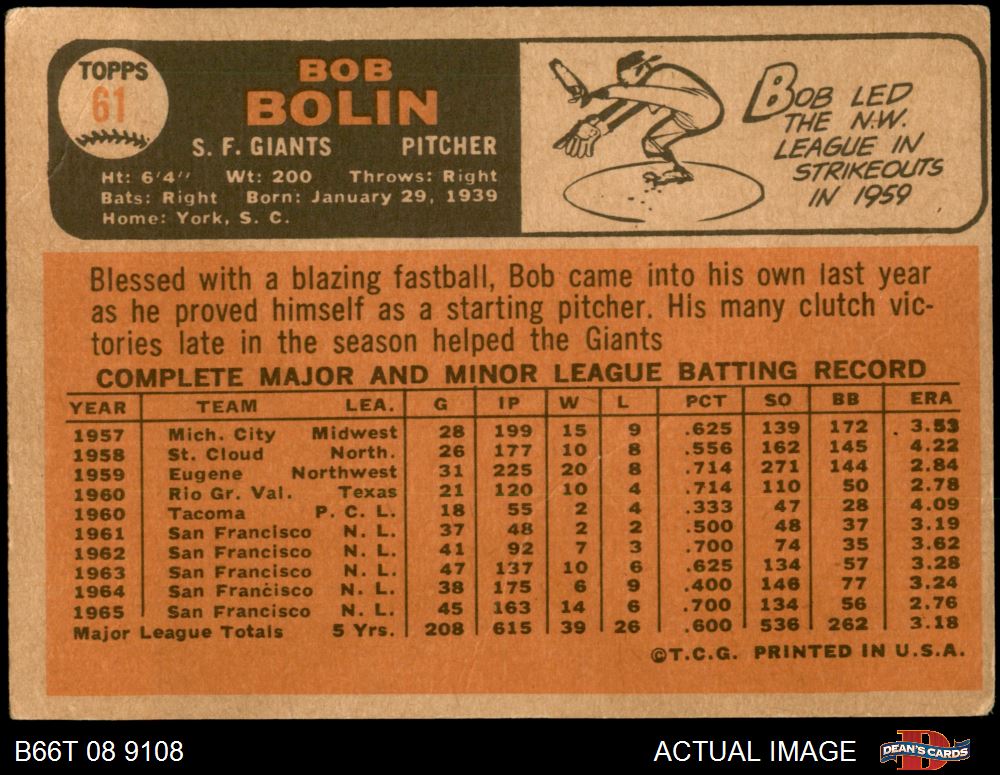 TOPPS
61
BOB
BOLIN
S. F. GIANTS PITCHER
Ht: 6'4" Wt: 200 Throws: Right
Bats: Right Born: January 29, 1939
Home: York, S. C.
BOB LED
THE N.W.
LEAGUE IN
STRIKEOUTS
IN 1959
Blessed with a blazing fastball, Bob came into his own last year
as he proved himself as a starting pitcher. His many clutch vic-
tories late in the season helped the Giants
COMPLETE MAJOR AND MINOR LEAGUE BATTING RECORD
YEAR TEAM LEA. G IP W L PCT SO BB ERA
1957 Mich. City Midwest 28 199 15 9 .625 139 172 3.53
1958 St. Cloud North. 26 177 10 8 .556 162 145 4.22
1959 Eugene Northwest 31 225 20 8 .714 271 144 2.84
1960 Rio Gr. Val. Texas 21 120 10 4 .714 110 50 2.78
1960 Tacoma P. C. L. 18 55 2 4 .333 47 28 4.09
1961 San Francisco N. L. 37 48 2 2 .500 48 37 3.19
1962 San Francisco N. L. 41 92 7 3 .700 74 35 3.62
1963 San Francisco N. L. 47 137 10 6 .625 134 57 3.28
1964 San Francisco N. L. 38 175 6 9 .400 146 77 3.24
1965 San Francisco N. L. 45 163 14 6 .700 134 56 2.76
Major League Totals 5 Yrs. 208 615 39 26 .600 536 262 3.18
©T.C.G. PRINTED IN U.S.A.
B66T 08 9108 ACTUAL IMAGE DEAN'S CARDS